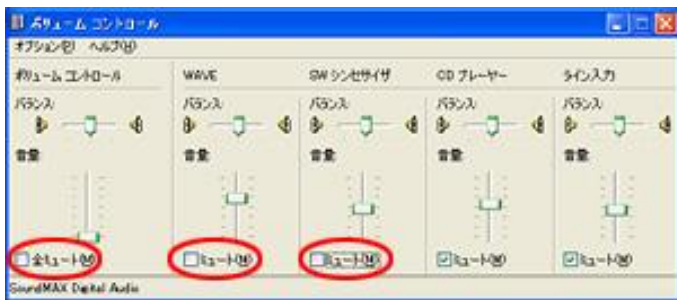 ボリューム コントロール
オプション(P) ヘルプ(H)
ボリューム コントロール WAVE SW シンセサイザ CD プレーヤー ライン入力
バランス バランス バランス バランス バランス
音量 音量 音量 音量 音量
全ミュート(M) ミュート(M) ミュート(M) ミュート(M) ミュート(M)
SoundMAX Digital Audio